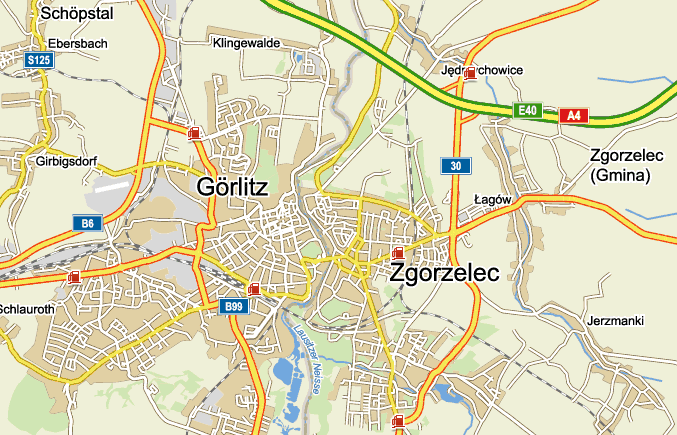 Schöpstal
Ebersbach
Klingewalde
S125
E40
A4
Girbigsdorf
Görlitz
30
Zgorzelec
(Gmina)
Łagów
B6
Zgorzelec
Schlauroth
B99
Jerzmanki
Lausitzer Neisse